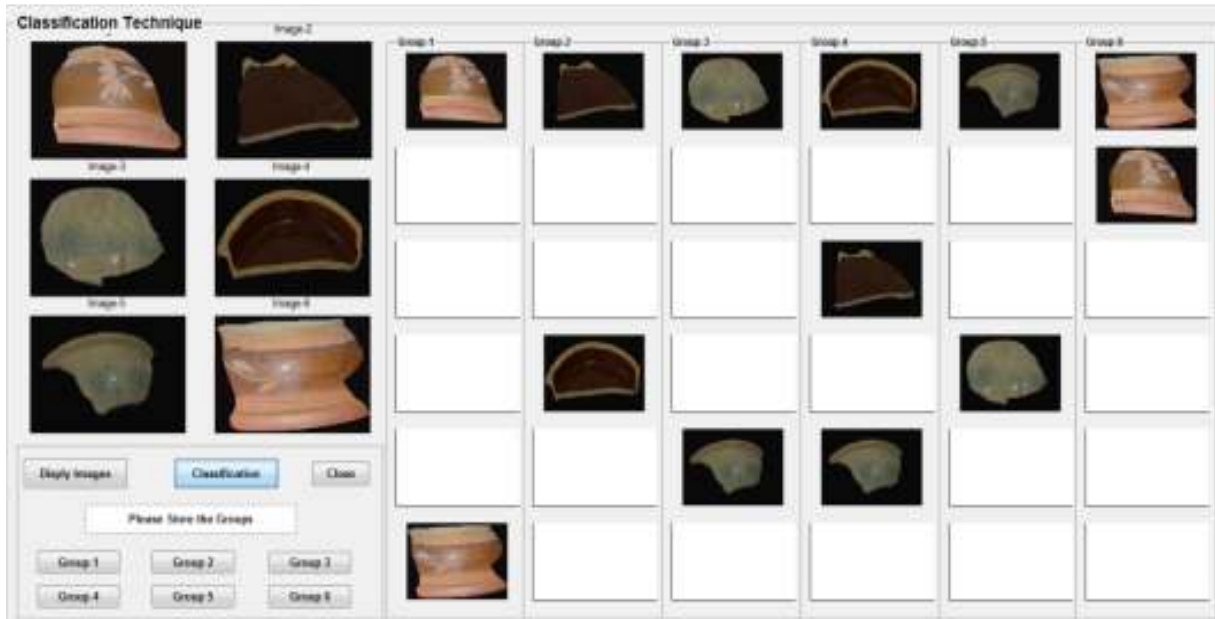 Classification Technique
Image-2
Image-3
Image-4
Image-5
Image-6
Group 1
Group 2
Group 3
Group 4
Group 5
Group 6
Disply Images
Classification
Close
Please Store the Groups
Group 1
Group 2
Group 3
Group 4
Group 5
Group 6